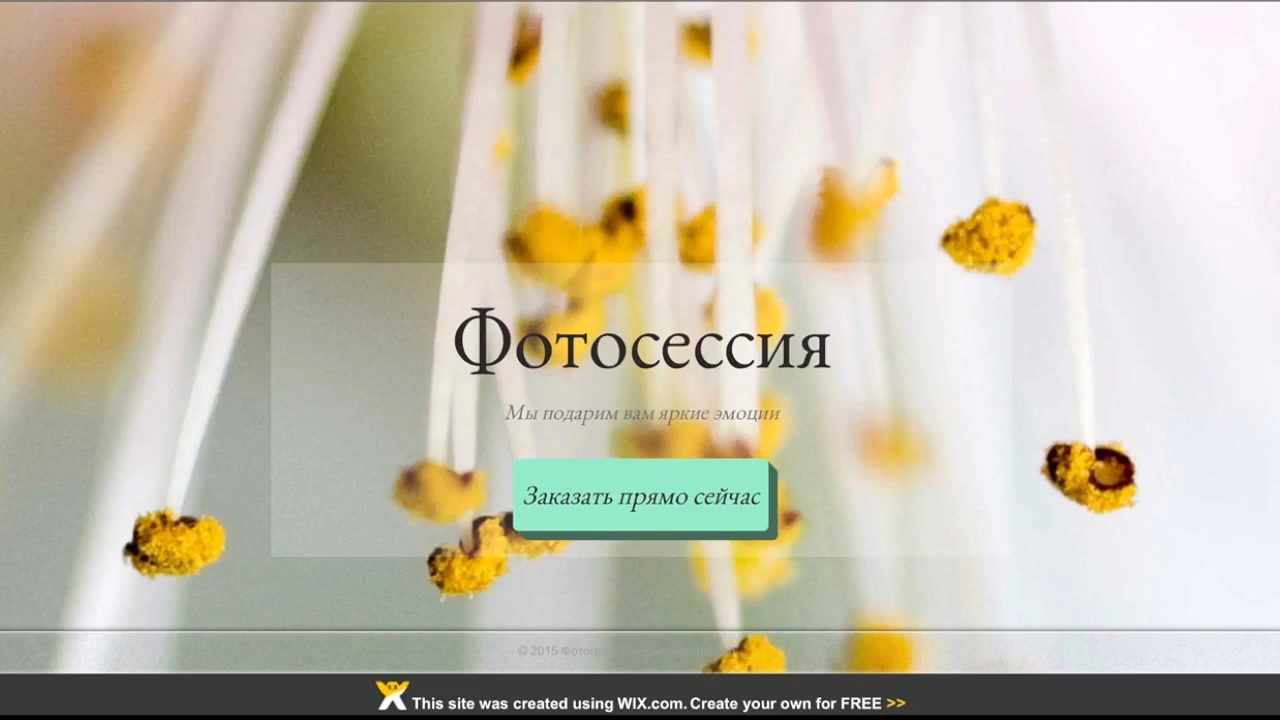 Фотосессия
Мы подарим вам яркие эмоции
Заказать прямо сейчас
© 2015
This site was created using WIX.com. Create your own for FREE >>